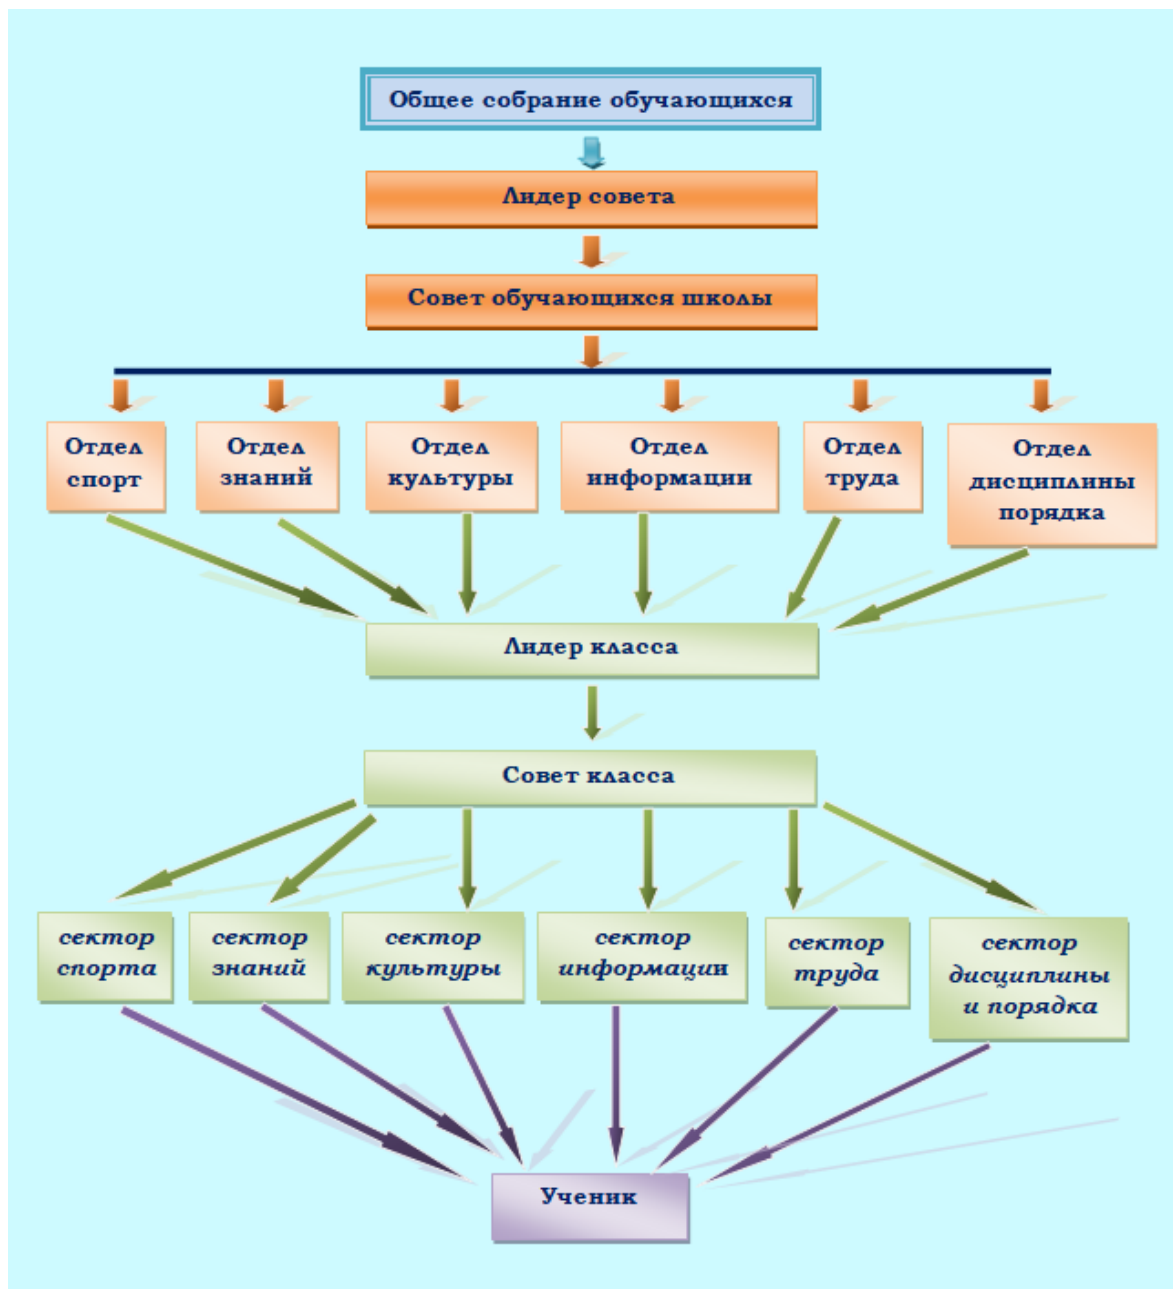 Общее собрание обучающихся
Лидер совета
Совет обучающихся школы
Отдел
спорт
Отдел
знаний
Отдел
культуры
Отдел
информации
Отдел
труда
Отдел
дисциплины
порядка
Лидер класса
Совет класса
сектор
спорта
сектор
знаний
сектор
культуры
сектор
информации
сектор
труда
сектор
дисциплины
и порядка
Ученик